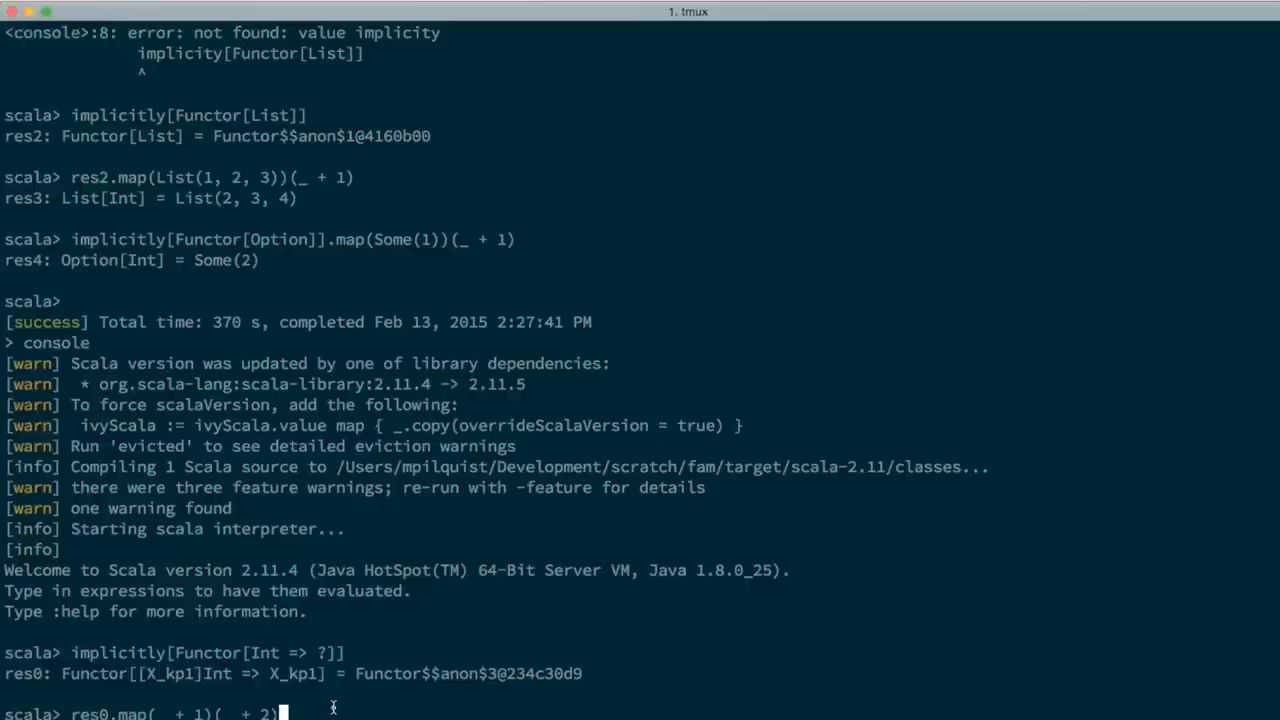 1. tmux
<console>:8: error: not found: value implicity
implicity[Functor[List]]
^
scala> implicitly[Functor[List]]
res2: Functor[List] = Functor$$anon$1@4160b00
scala> res2.map(List(1, 2, 3))(_ + 1)
res3: List[Int] = List(2, 3, 4)
scala> implicitly[Functor[Option]].map(Some(1))(_ + 1)
res4: Option[Int] = Some(2)
scala>
[success] Total time: 370 s, completed Feb 13, 2015 2:27:41 PM
> console
[warn] Scala version was updated by one of library dependencies:
[warn]  * org.scala-lang:scala-library:2.11.4 -> 2.11.5
[warn] To force scalaVersion, add the following:
[warn]  ivyScala := ivyScala.value map { _.copy(overrideScalaVersion = true) }
[warn] Run 'evicted' to see detailed eviction warnings
[info] Compiling 1 Scala source to /Users/mpilquist/Development/scratch/fam/target/scala-2.11/classes...
[warn] there were three feature warnings; re-run with -feature for details
[warn] one warning found
[info] Starting scala interpreter...
[info]
Welcome to Scala version 2.11.4 (Java HotSpot(TM) 64-Bit Server VM, Java 1.8.0_25).
Type in expressions to have them evaluated.
Type :help for more information.
scala> implicitly[Functor[Int => ?]]
res0: Functor[[X_kp1]Int => X_kp1] = Functor$$anon$3@234c30d9
scala> res0.map(_ + 1)(_ + 2)